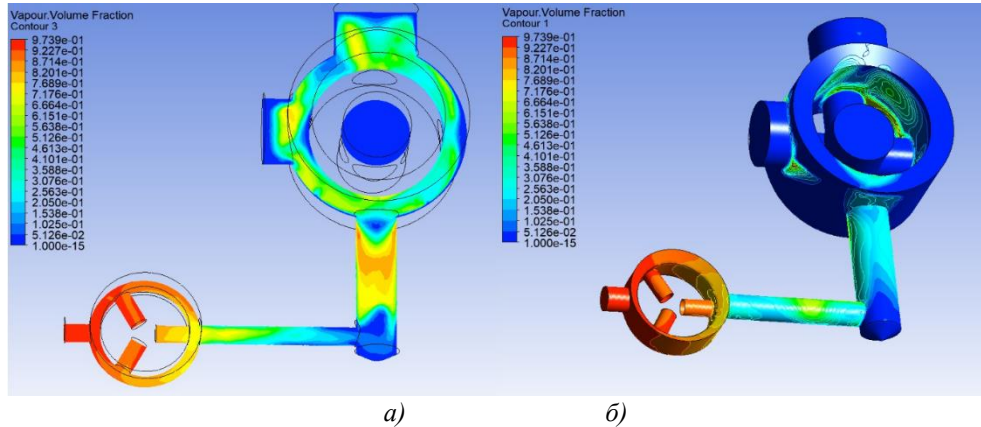 Vapour.Volume Fraction
Contour 3
9.739e-01
9.227e-01
8.714e-01
8.201e-01
7.689e-01
7.176e-01
6.664e-01
6.151e-01
5.638e-01
5.126e-01
4.613e-01
4.101e-01
3.588e-01
3.076e-01
2.563e-01
2.050e-01
1.538e-01
1.025e-01
5.126e-02
1.000e-15
Vapour.Volume Fraction
Contour 1
9.739e-01
9.227e-01
8.714e-01
8.201e-01
7.689e-01
7.176e-01
6.664e-01
6.151e-01
5.638e-01
5.126e-01
4.613e-01
4.101e-01
3.588e-01
3.076e-01
2.563e-01
2.050e-01
1.538e-01
1.025e-01
5.126e-02
1.000e-15
а) б)